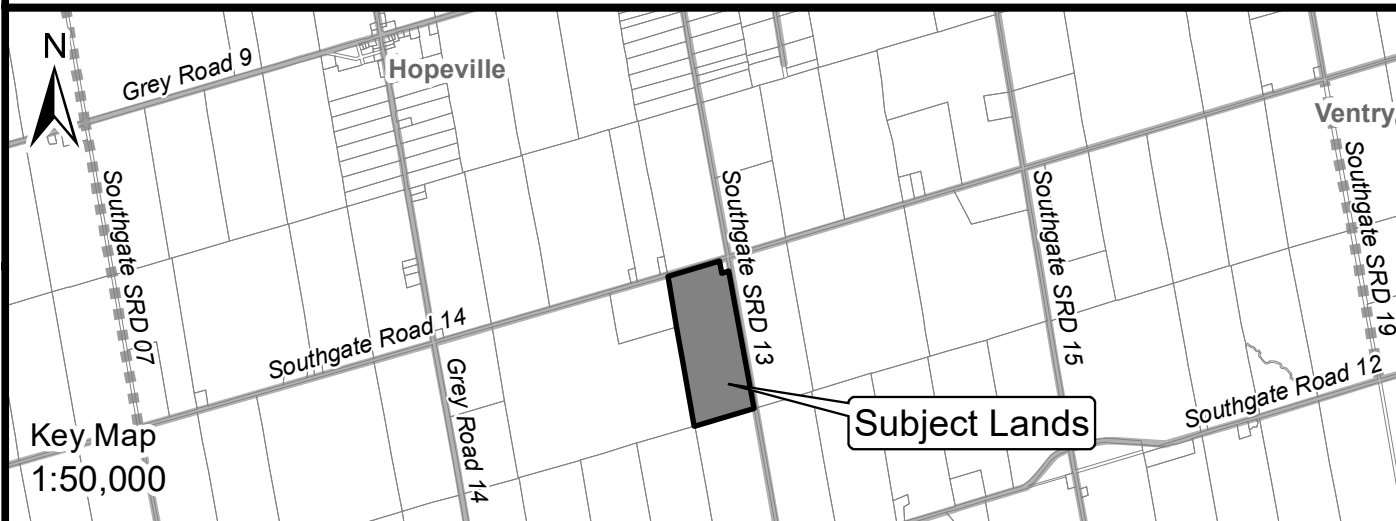 N
Grey Road 9
Hopeville
Ventry
Southgate SRD 07
Southgate SRD 13
Southgate SRD 15
Southgate SRD 19
Southgate Road 14
Grey Road 14
Southgate Road 12
Subject Lands
Key Map
1:50,000